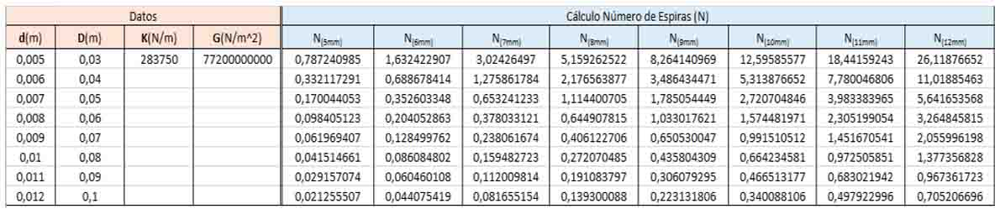 Datos Cálculo Número de Espiras (N)
d(m) D(m) K(N/m) G(N/m^2) N(5mm) N(6mm) N(7mm) N(8mm) N(9mm) N(10mm) N(11mm) N(12mm)
0,005 0,03 283750 77200000000 0,787240985 1,632422907 3,02426497 5,159262522 8,264140969 12,59585577 18,44159243 26,11876652
0,006 0,04 0,332117291 0,688678414 1,275861784 2,176563877 3,486434471 5,313876652 7,780046806 11,01885463
0,007 0,05 0,170044053 0,352603348 0,653241233 1,114400705 1,785054449 2,720704846 3,983383965 5,641653568
0,008 0,06 0,098405123 0,204052863 0,378033121 0,644907815 1,033017621 1,574481971 2,305199054 3,264845815
0,009 0,07 0,061969407 0,128499762 0,238061674 0,406122706 0,650530047 0,991510512 1,451670541 2,055996198
0,01 0,08 0,041514661 0,086084802 0,159482723 0,272070485 0,435804309 0,664234581 0,972505851 1,377356828
0,011 0,09 0,029157074 0,060460108 0,112009814 0,191083797 0,306079295 0,466513177 0,683021942 0,967361723
0,012 0,1 0,021255507 0,044075419 0,081655154 0,139300088 0,223131806 0,340088106 0,497922996 0,705206696